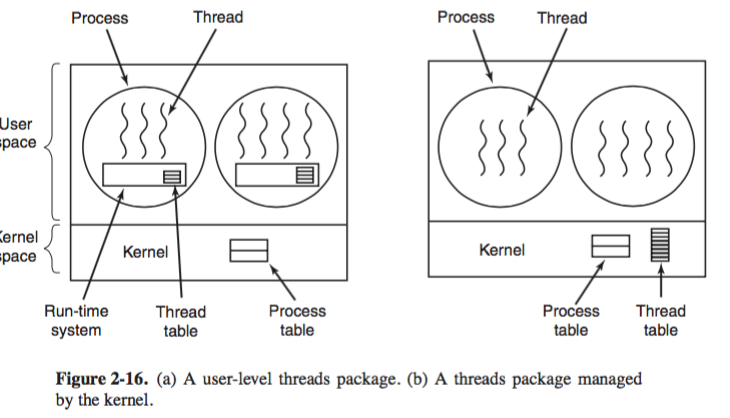 Process Thread
Process Thread
User
space
Kernel
space
Kernel
Kernel
Run-time
system
Thread
table
Process
table
Process
table
Thread
table
Figure 2-16. (a) A user-level threads package. (b) A threads package managed
by the kernel.